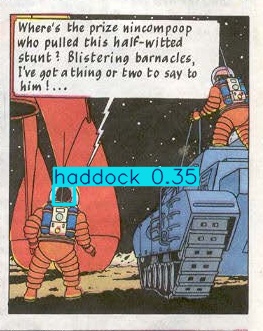 Where's the prize nincompoop
who pulled this half-witted
stunt? Blistering barnacles,
I've got a thing or two to say to
him!...
haddock 0.35